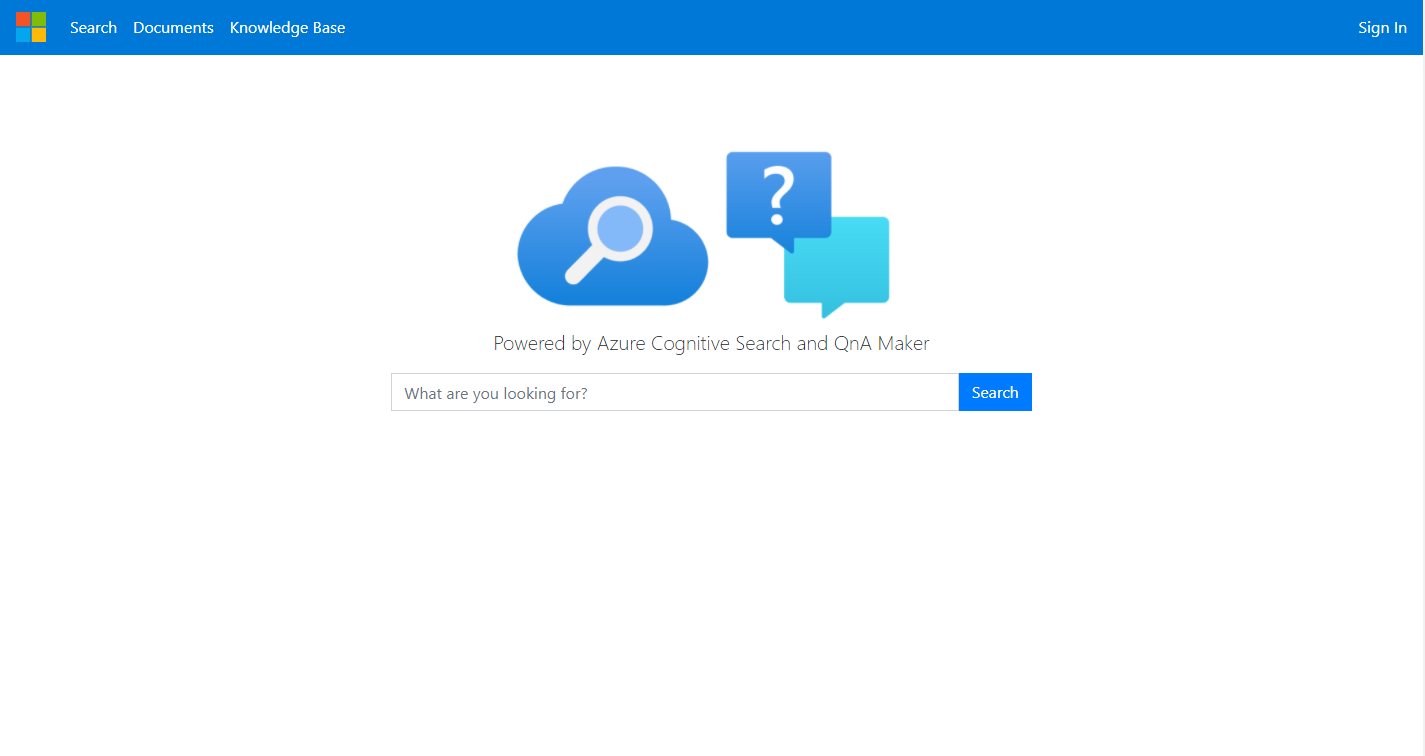 Search Documents Knowledge Base Sign In
?
Powered by Azure Cognitive Search and QnA Maker
What are you looking for? Search